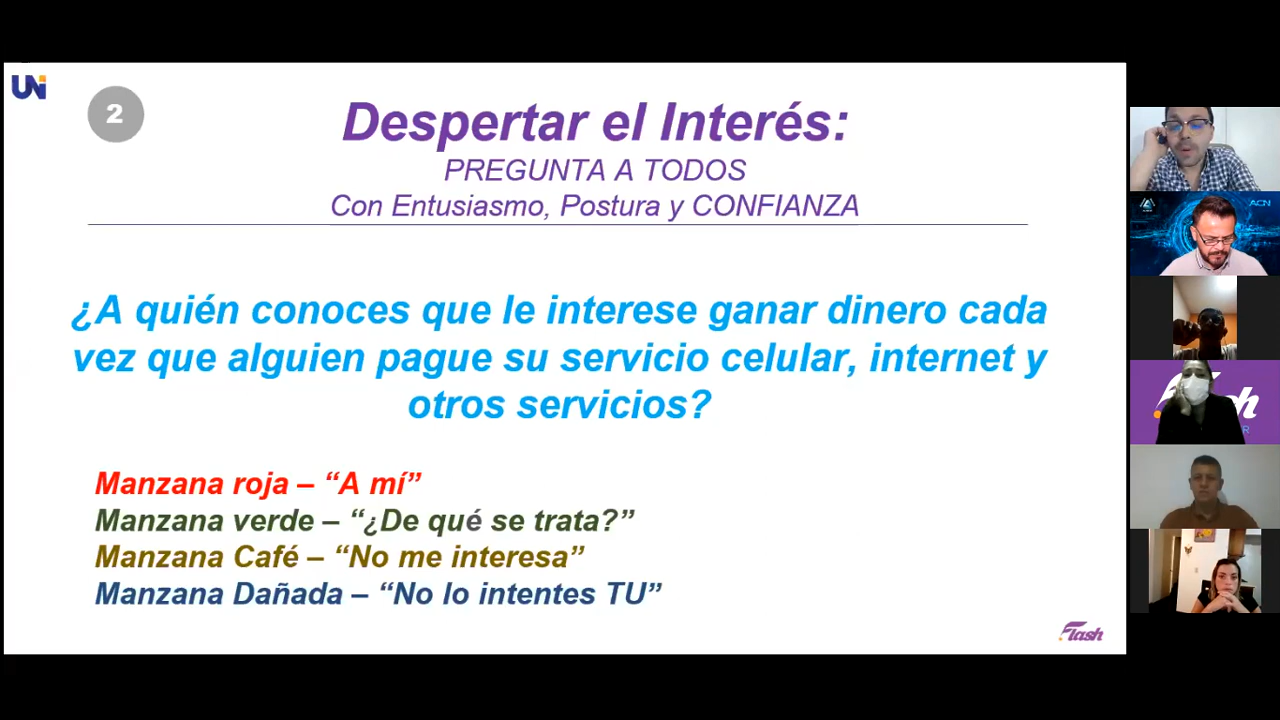 UNi
2
Despertar el Interés:
PREGUNTA A TODOS
Con Entusiasmo, Postura y CONFIANZA
¿A quién conoces que le interese ganar dinero cada
vez que alguien pague su servicio celular, internet y
otros servicios?
Manzana roja – “A mí”
Manzana verde – “¿De qué se trata?”
Manzana Café – “No me interesa”
Manzana Dañada – “No lo intentes TU”
Flash
ACN